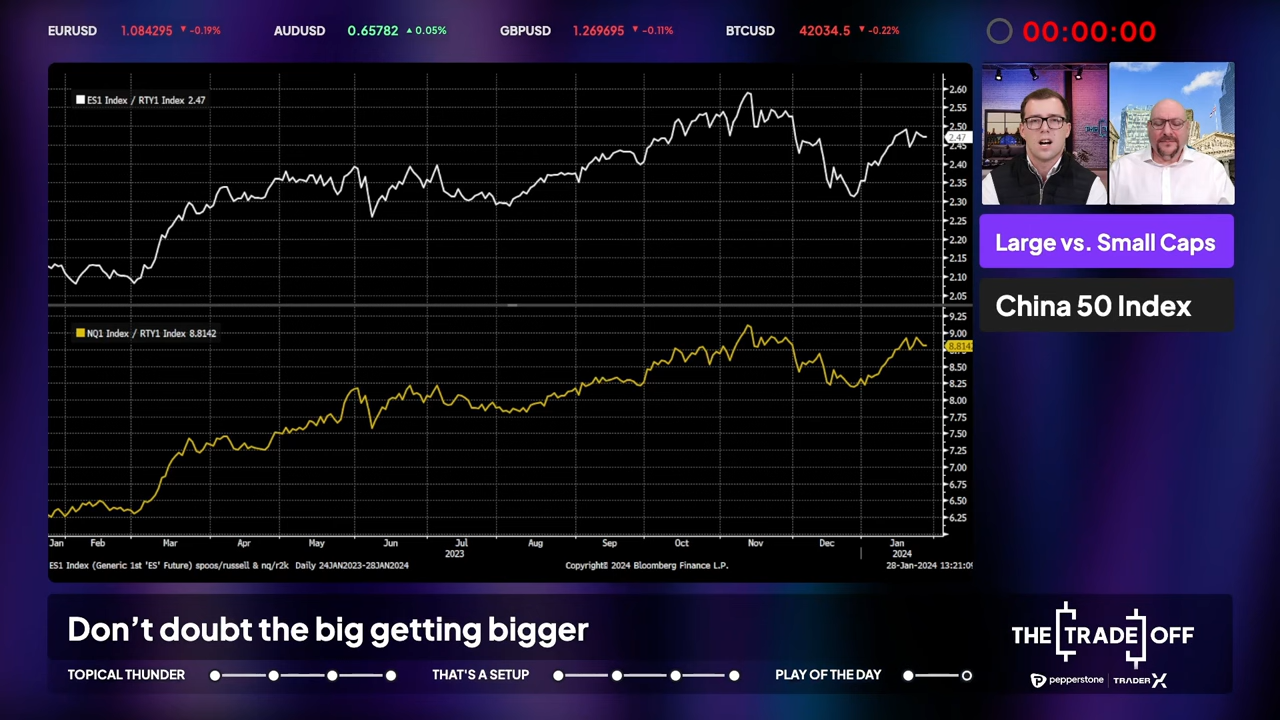 EURUSD 1.084295 ▼ -0.19% AUDUSD 0.65782 ▲ 0.05% GBPUSD 1.269695 ▼ -0.11% BTCUSD 42034.5 ▼ -0.22% 00:00:00
ES1 Index / RTY1 Index 2.47
2.60
2.55
2.50
2.47
2.45
2.40
2.35
2.30
2.25
2.20
2.15
2.10
2.05
NQ1 Index / RTY1 Index 8.8142
9.25
9.00
8.8142
8.75
8.50
8.25
8.00
7.75
7.50
7.25
7.00
6.75
6.50
6.25
Jan Feb Mar Apr May Jun Jul Aug Sep Oct Nov Dec Jan
2023 2024
ES1 Index (Generic 1st 'ES' Future) spoos/russell & nq/r2k Daily 24JAN2023-28JAN2024 Copyright© 2024 Bloomberg Finance L.P. 28-Jan-2024 13:21:09
Large vs. Small Caps
China 50 Index
Don't doubt the big getting bigger
TOPICAL THUNDER THAT'S A SETUP PLAY OF THE DAY
THE TRADE OFF
pepperstone | TRADER X